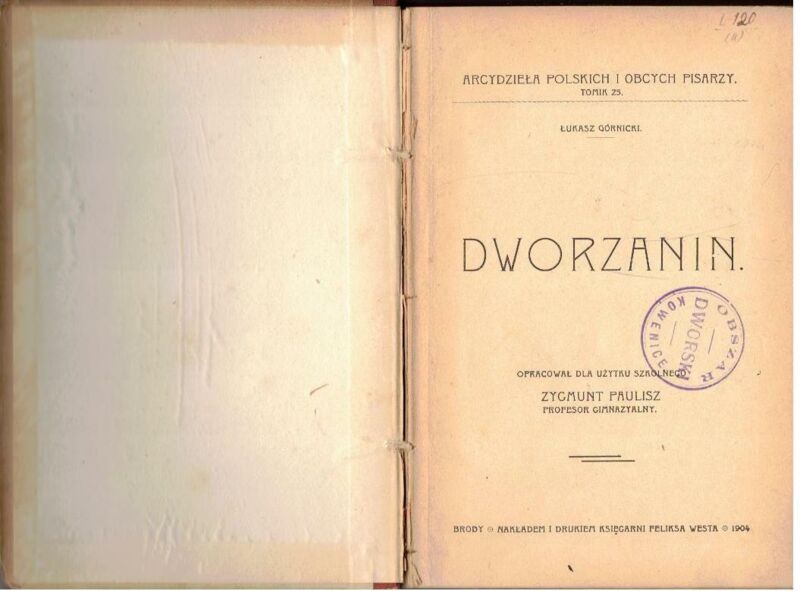 L 120
(11)
ARCYDZIEŁA POLSKICH I OBCYCH PISARZY.
TOMIK 25.
ŁUKASZ GÓRNICKI.
DWORZANIN.
OBSZAR
DWORSKI
KOWENICE
OPRACOWAŁ DLA UŻYTKU SZKOLNEGO
ZYGMUNT PAULISZ
PROFESOR GIMNAZYALNY.
BRODY NAKŁADEM I DRUKIEM KSIĘGARNI FELIKSA WESTA 1904